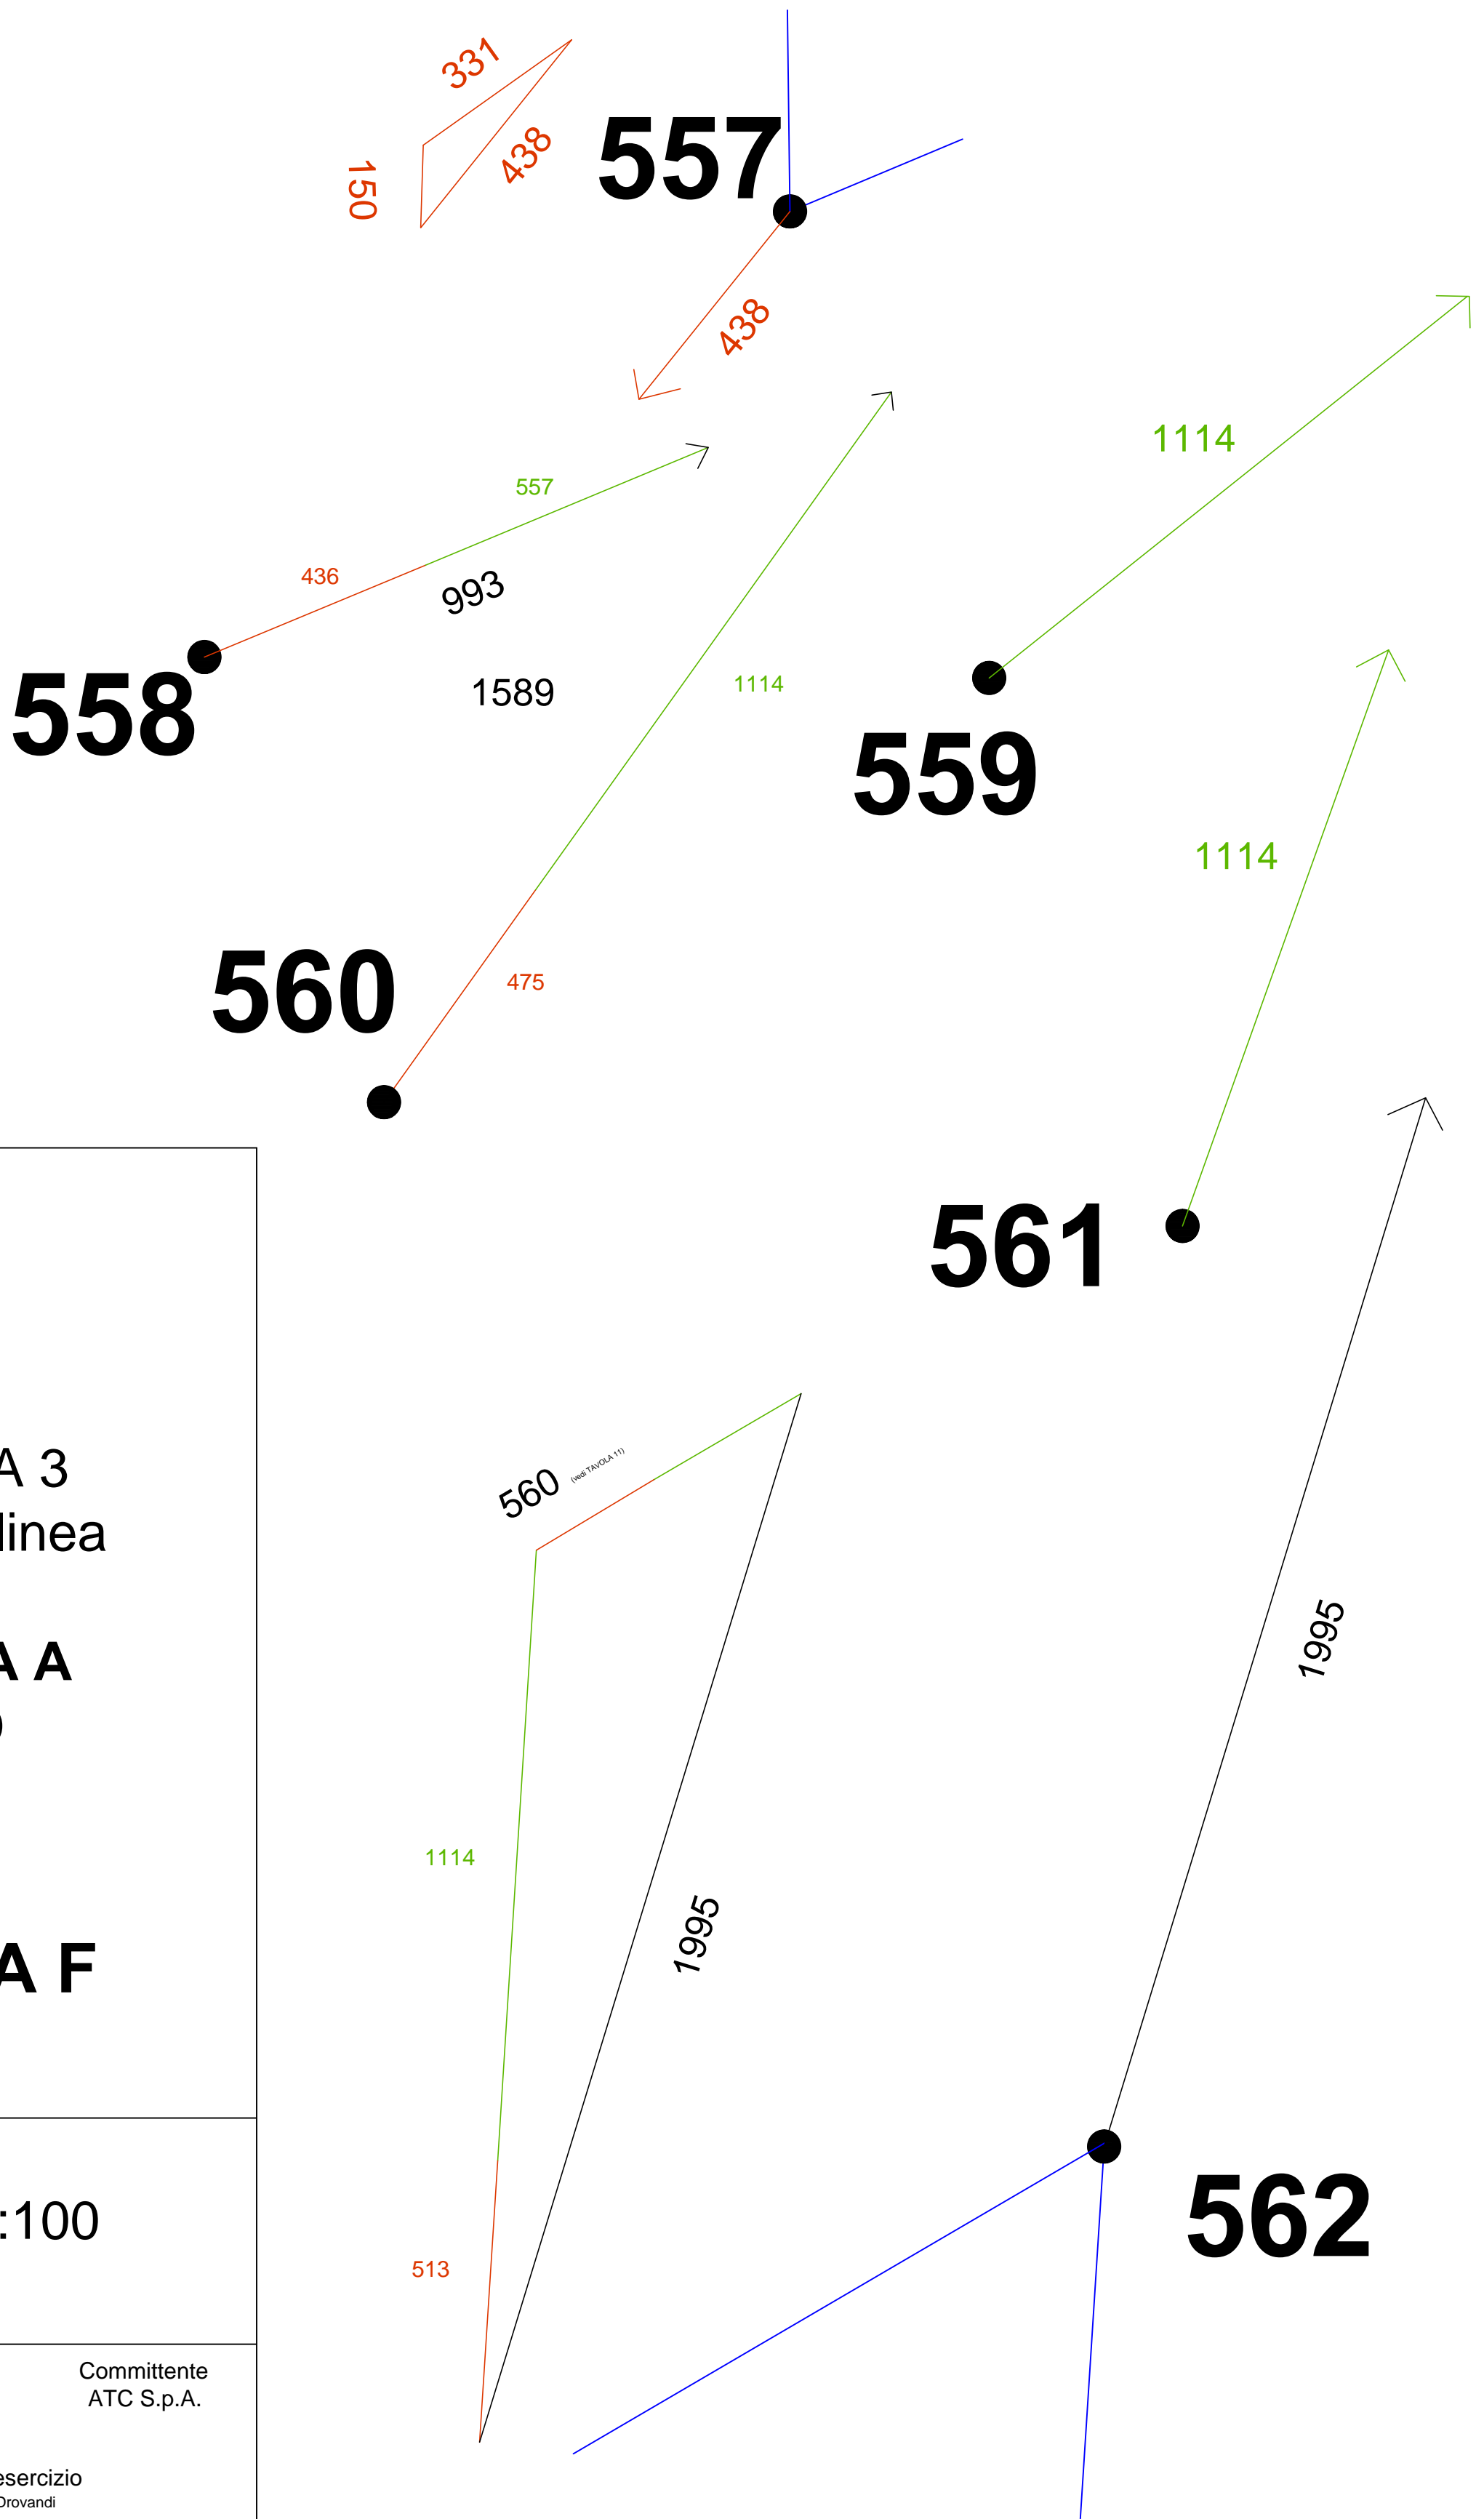 331
438
150
557
438
1114
557
436
993
558
1589
1114
559
1114
560
475
561
A 3
linea
560 (vedi TAVOLA 11)
1995
A A
1114
1995
A F
562
:100
513
Committente
ATC S.p.A.
esercizio
Orovandi